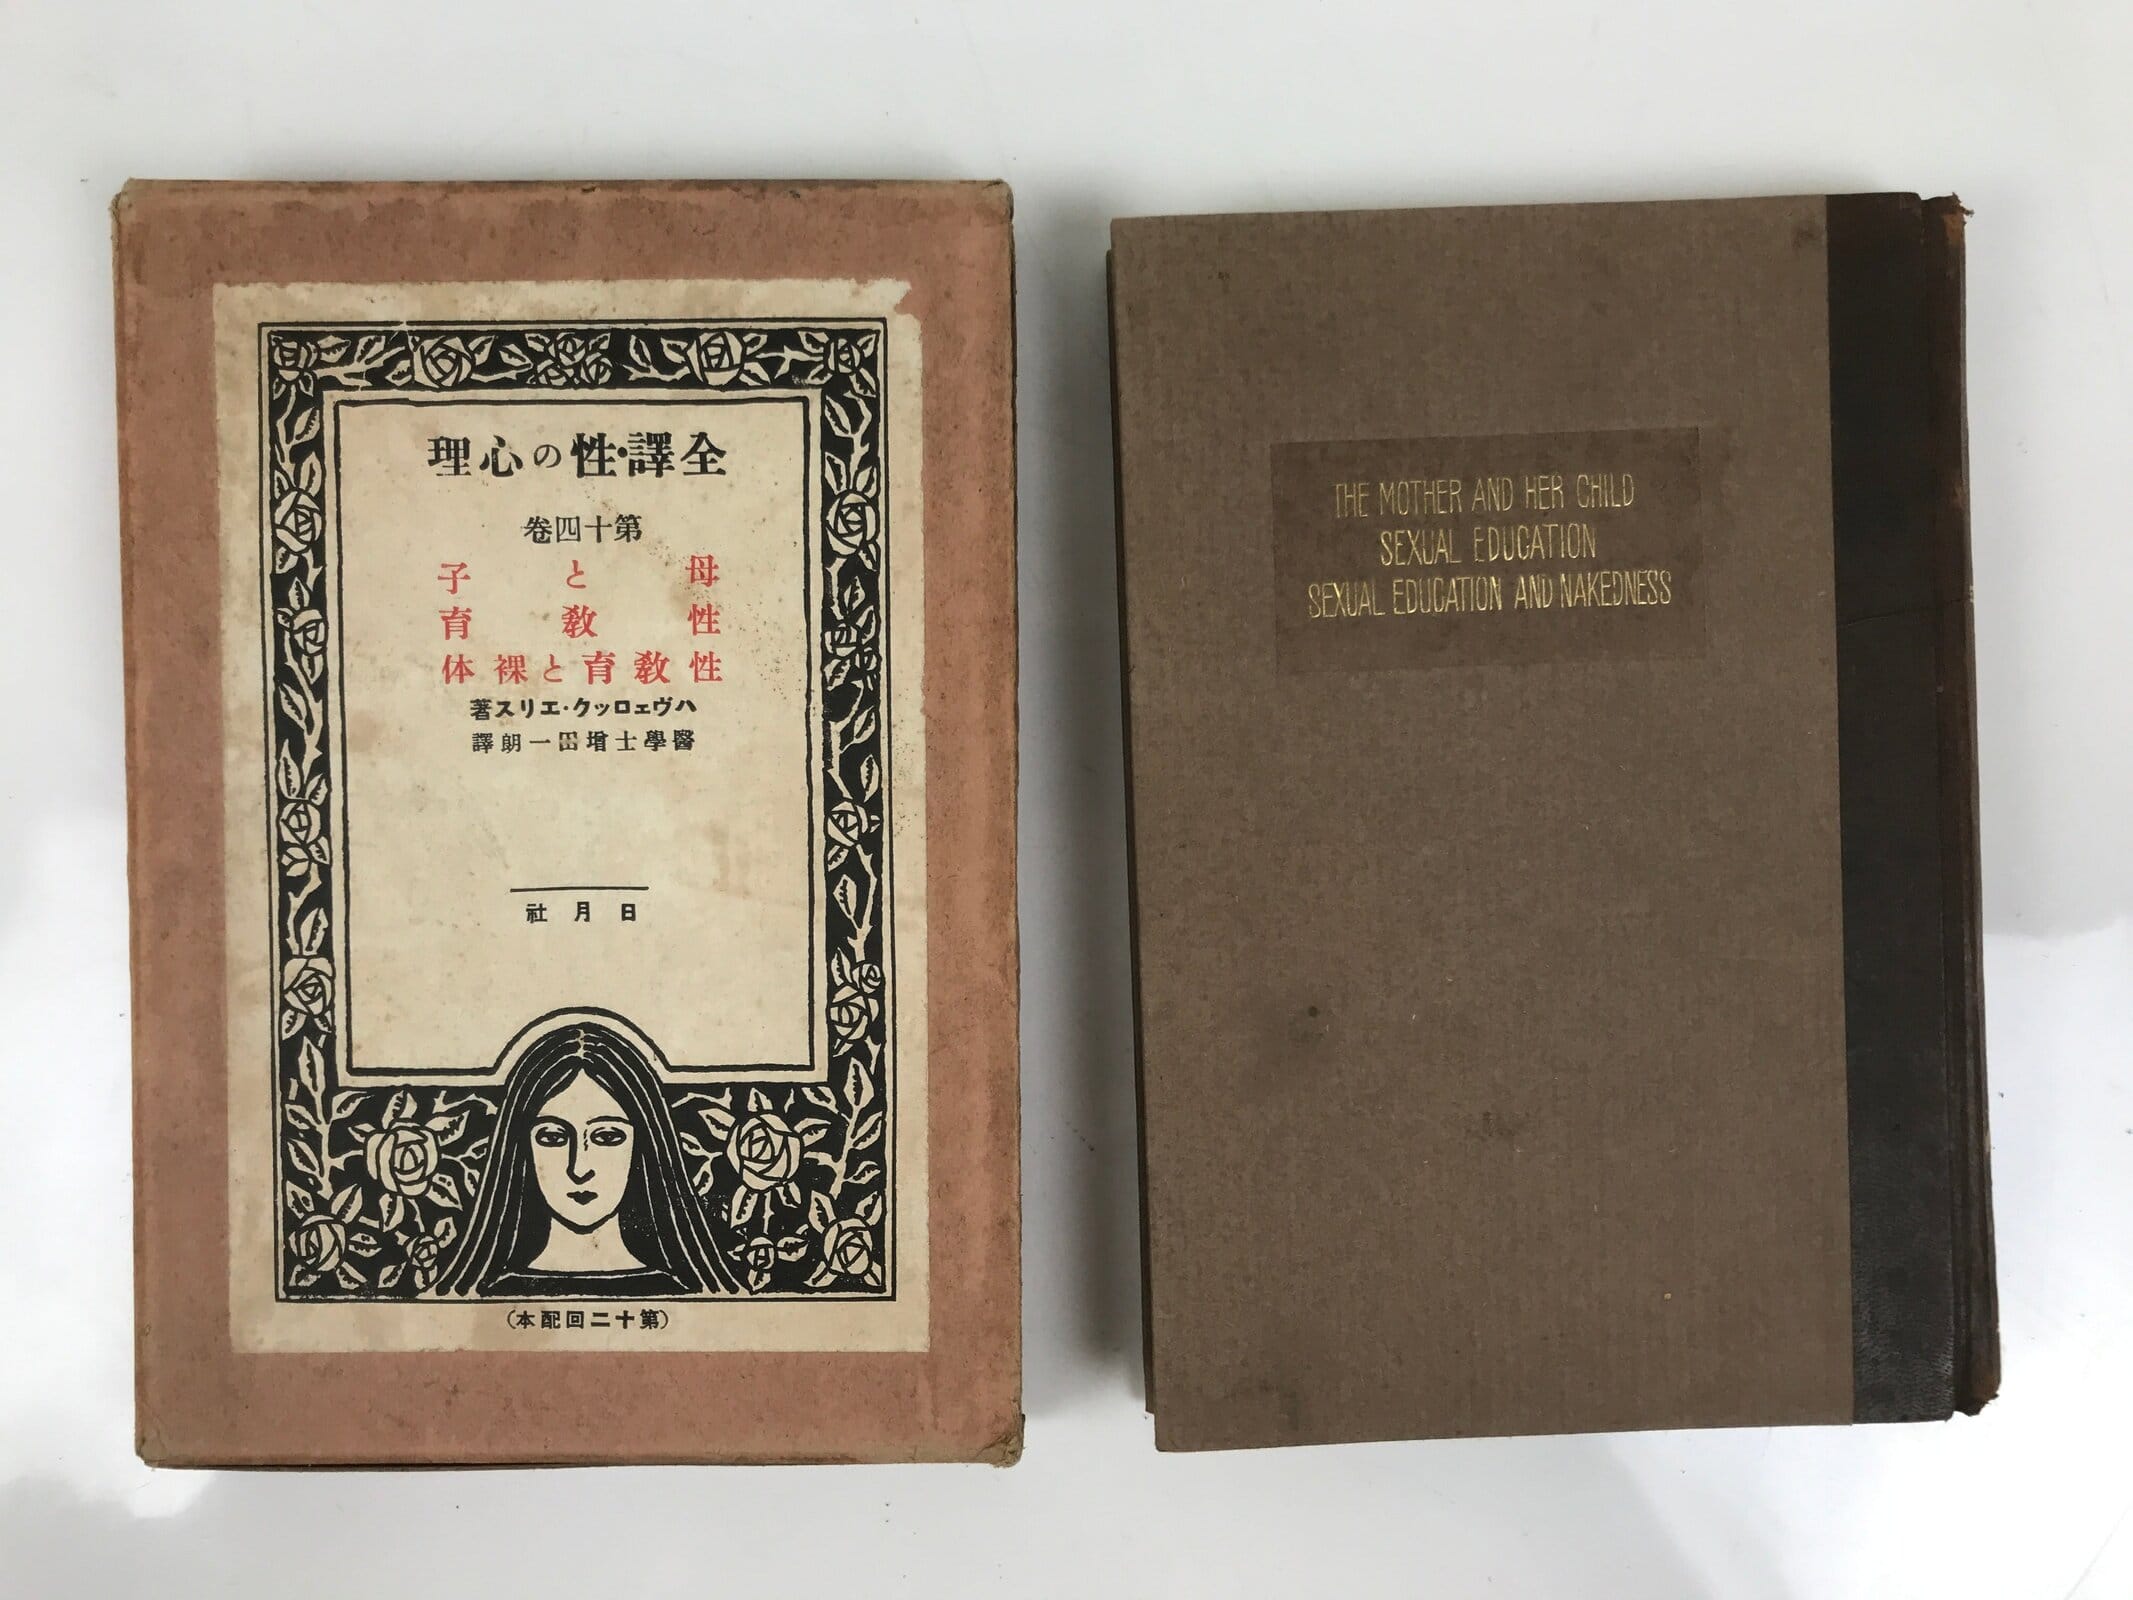 全譯・性の心理
第十四卷
母と子
性敎育
性敎育と裸体
ハヴェロック・エリス著
醫學士增田一朗譯
日月社
（第十二回配本）
THE MOTHER AND HER CHILD
SEXUAL EDUCATION
SEXUAL EDUCATION AND NAKEDNESS